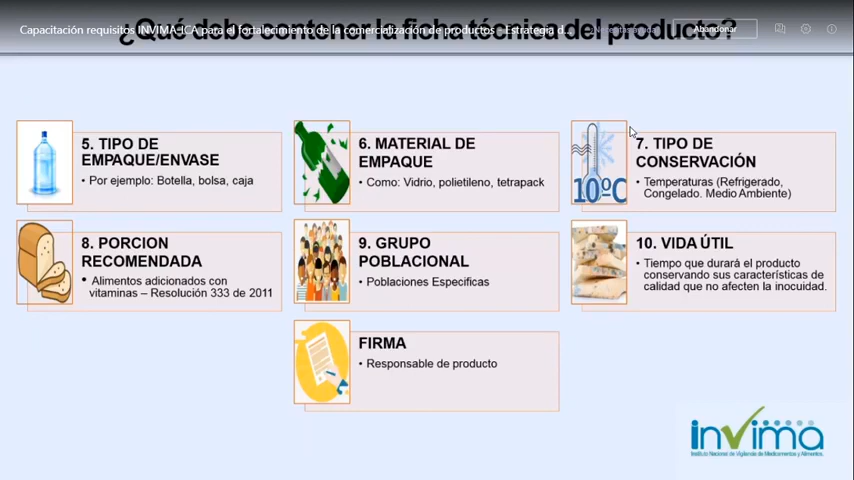 ¿Qué debe contener la ficha técnica del producto?
Capacitación requisitos INVIMA-ICA para el fortalecimiento de la comercialización de productos - Estrategia d...
Abandonar
5. TIPO DE
EMPAQUE/ENVASE
• Por ejemplo: Botella, bolsa, caja
6. MATERIAL DE
EMPAQUE
• Como: Vidrio, polietileno, tetrapack
10ºC
7. TIPO DE
CONSERVACIÓN
• Temperaturas (Refrigerado,
Congelado. Medio Ambiente)
8. PORCION
RECOMENDADA
• Alimentos adicionados con
vitaminas – Resolución 333 de 2011
9. GRUPO
POBLACIONAL
• Poblaciones Especificas
10. VIDA ÚTIL
• Tiempo que durará el producto
conservando sus características de
calidad que no afecten la inocuidad.
FIRMA
• Responsable de producto
invima
Instituto Nacional de Vigilancia de Medicamentos y Alimentos.